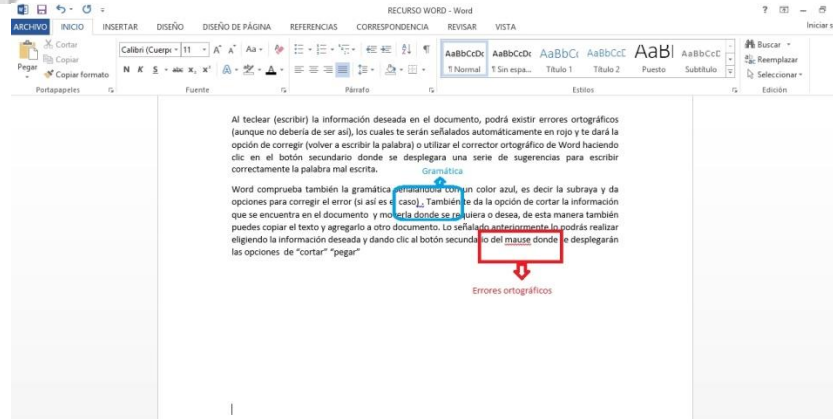 RECURSO WORD - Word
ARCHIVO INICIO INSERTAR DISEÑO DISEÑO DE PÁGINA REFERENCIAS CORRESPONDENCIA REVISAR VISTA Iniciar s
Pegar
Cortar
Copiar
Copiar formato
Portapapeles
Calibri (Cuerpo 11 A A Aa
N K S abc X₂ X² A A
Fuente
Párrafo
AaBbCcDc AaBbCcDc AaBbCc AaBbCcC AaBl AaBbCcC
¶ Normal ¶ Sin espa... Título 1 Título 2 Puesto Subtítulo
Estilos
Buscar
Reemplazar
Seleccionar
Edición
Al teclear (escribir) la información deseada en el documento, podrá existir errores ortográficos
(aunque no debería de ser así), los cuales te serán señalados automáticamente en rojo y te dará la
opción de corregir (volver a escribir la palabra) o utilizar el corrector ortográfico de Word haciendo
clic en el botón secundario donde se desplegara una serie de sugerencias para escribir
correctamente la palabra mal escrita.
Gramática
Word comprueba también la gramática señalándola con un color azul, es decir la subraya y da
opciones para corregir el error (si así es el caso) . También te da la opción de cortar la información
que se encuentra en el documento y moverla donde se requiera o desea, de esta manera también
puedes copiar el texto y agregarlo a otro documento. Lo señalado anteriormente lo podrás realizar
eligiendo la información deseada y dando clic al botón secundario del mause donde se desplegarán
las opciones de “cortar” “pegar”
Errores ortográficos